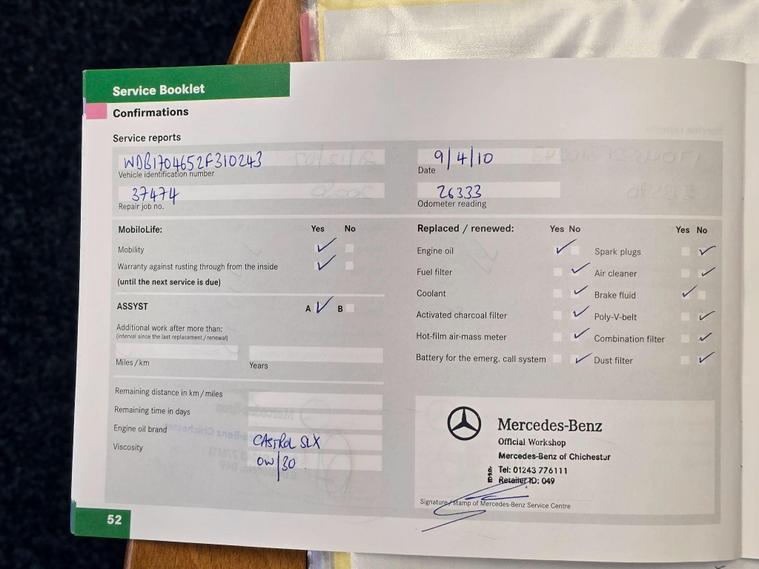 Service Booklet
Confirmations
Service reports
WDB1704652F310243
Vehicle identification number
9/4/10
Date
37474
Repair job no.
26333
Odometer reading
MobiloLife: Yes No
Mobility
Warranty against rusting through from the inside
(until the next service is due)
ASSYST A B
Additional work after more than:
(interval since the last replacement / renewal)
Miles / km Years
Remaining distance in km / miles
Remaining time in days
Engine oil brand
CASTROL SLX
Viscosity
0W/30
Replaced / renewed: Yes No Yes No
Engine oil Spark plugs
Fuel filter Air cleaner
Coolant Brake fluid
Activated charcoal filter Poly-V-belt
Hot-film air-mass meter Combination filter
Battery for the emerg. call system Dust filter
Mercedes-Benz
Official Workshop
Mercedes-Benz of Chichester
Tel: 01243 776111
Retailer ID: 049
Signature / stamp of Mercedes-Benz Service Centre
52